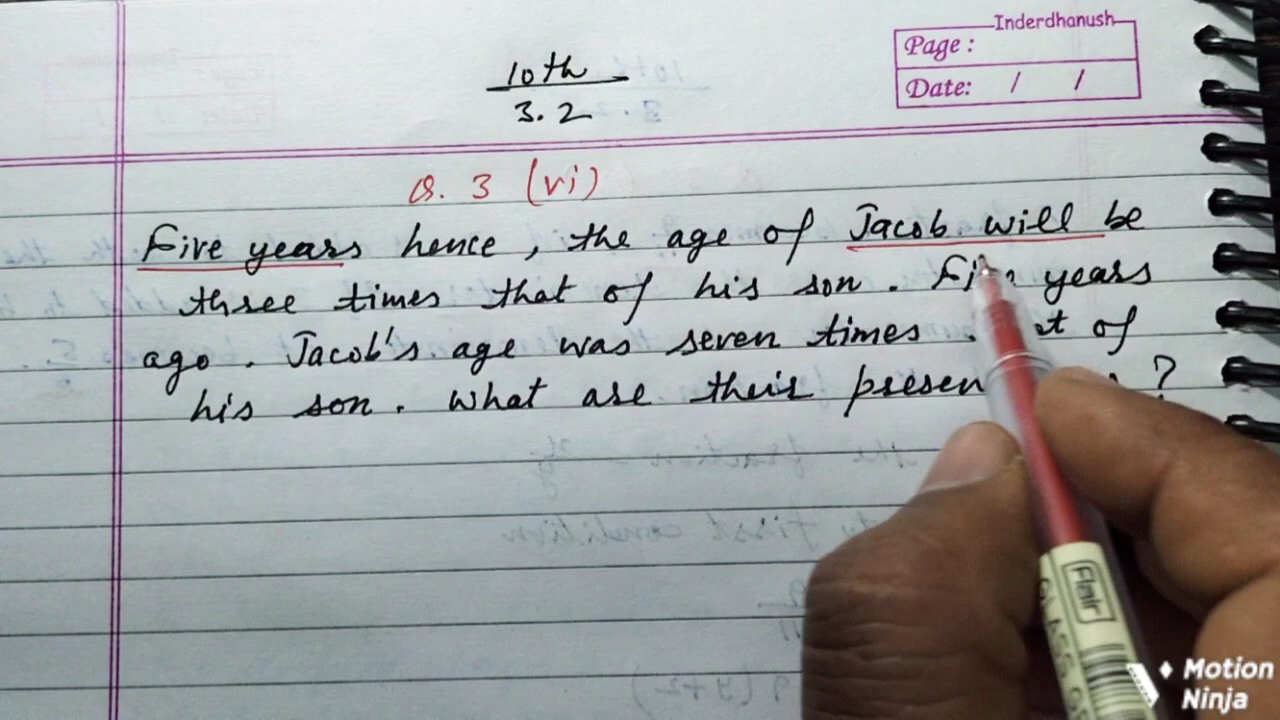 Inderdhanush
Page :
Date: / /
10th
3.2
Q. 3 (vi)
Five years hence , the age of Jacob will be
three times that of his son . years
ago . Jacob's age was seven times of
his son . What are their ?
Flair
Motion
Ninja